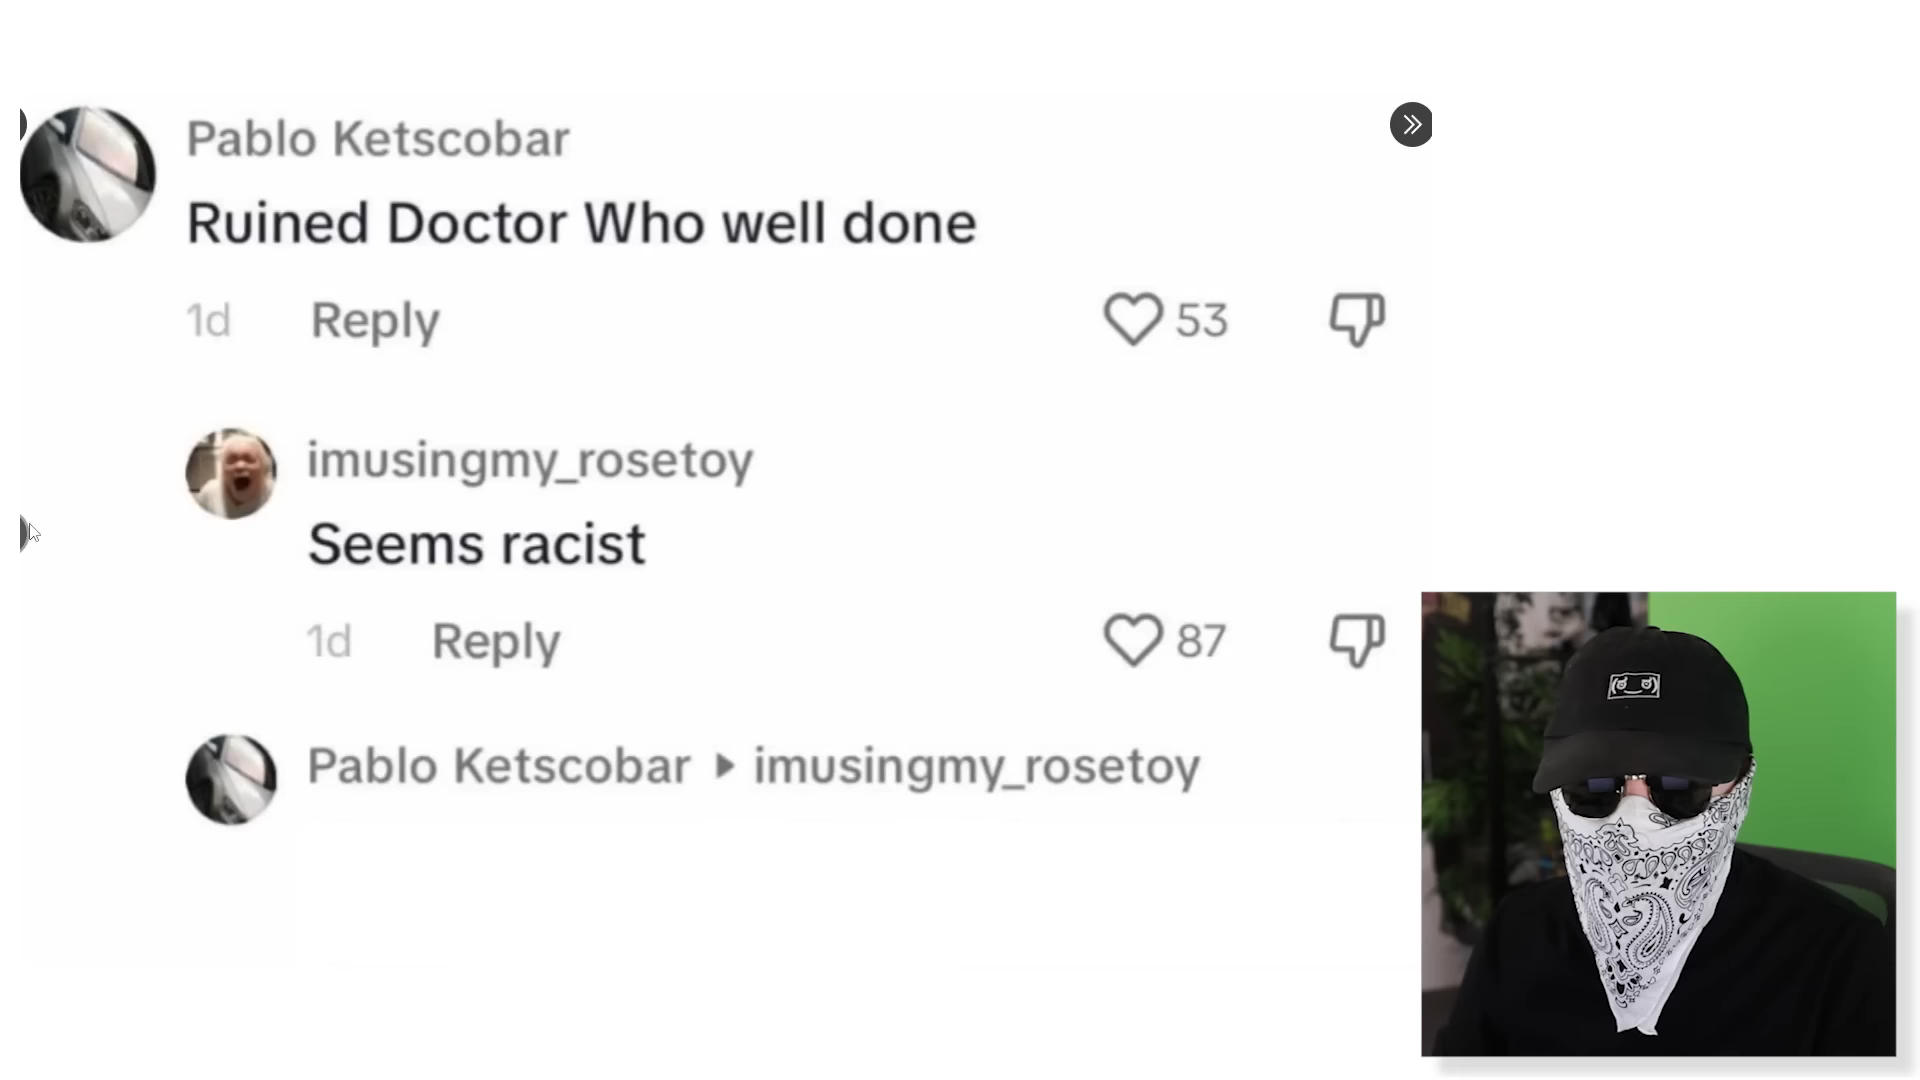 Pablo Ketscobar
Ruined Doctor Who well done
1d Reply 53
imusingmy_rosetoy
Seems racist
1d Reply 87
Pablo Ketscobar ▸ imusingmy_rosetoy